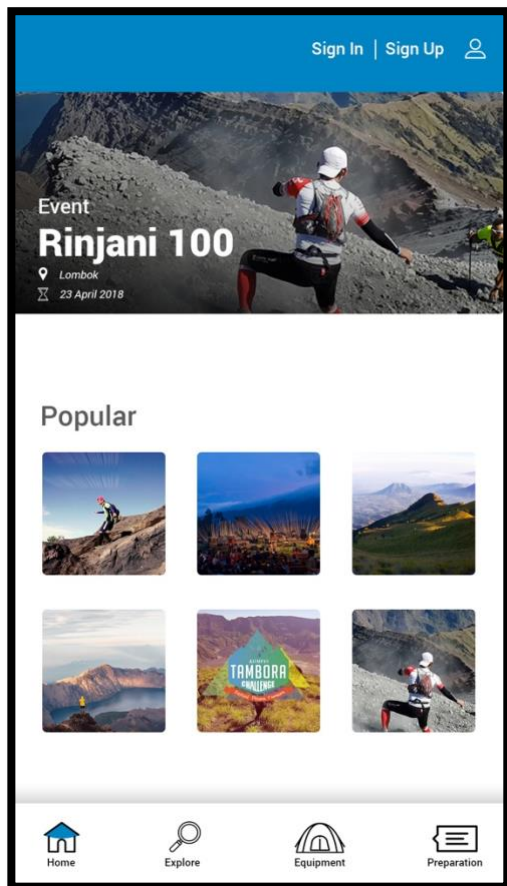 Sign In | Sign Up
Event
Rinjani 100
Lombok
23 April 2018
Popular
TAMBORA
CHALLENGE
Home
Explore
Equipment
Preparation